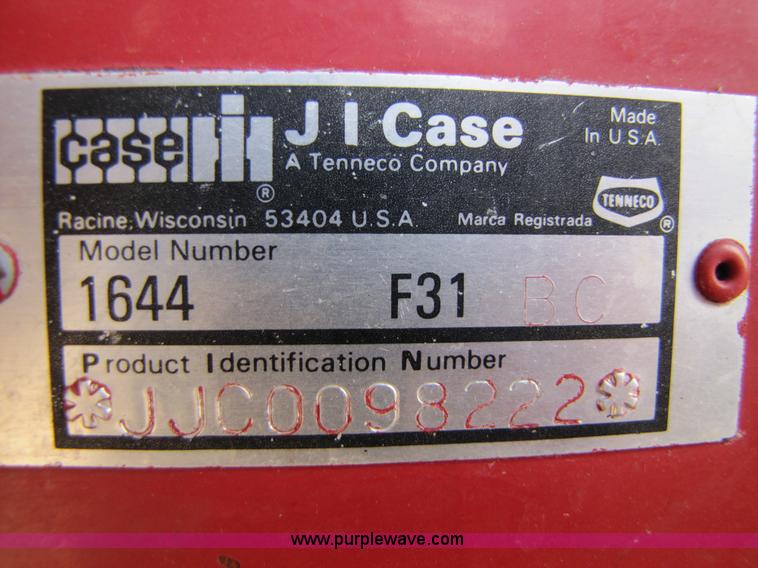 case IH ® J I Case
A Tenneco Company
Made
In U.S.A.
TENNECO ®
Racine, Wisconsin 53404 U.S.A. Marca Registrada
Model Number
1644 F31 BC
Product Identification Number
*JJC0098222*
www.purplewave.com